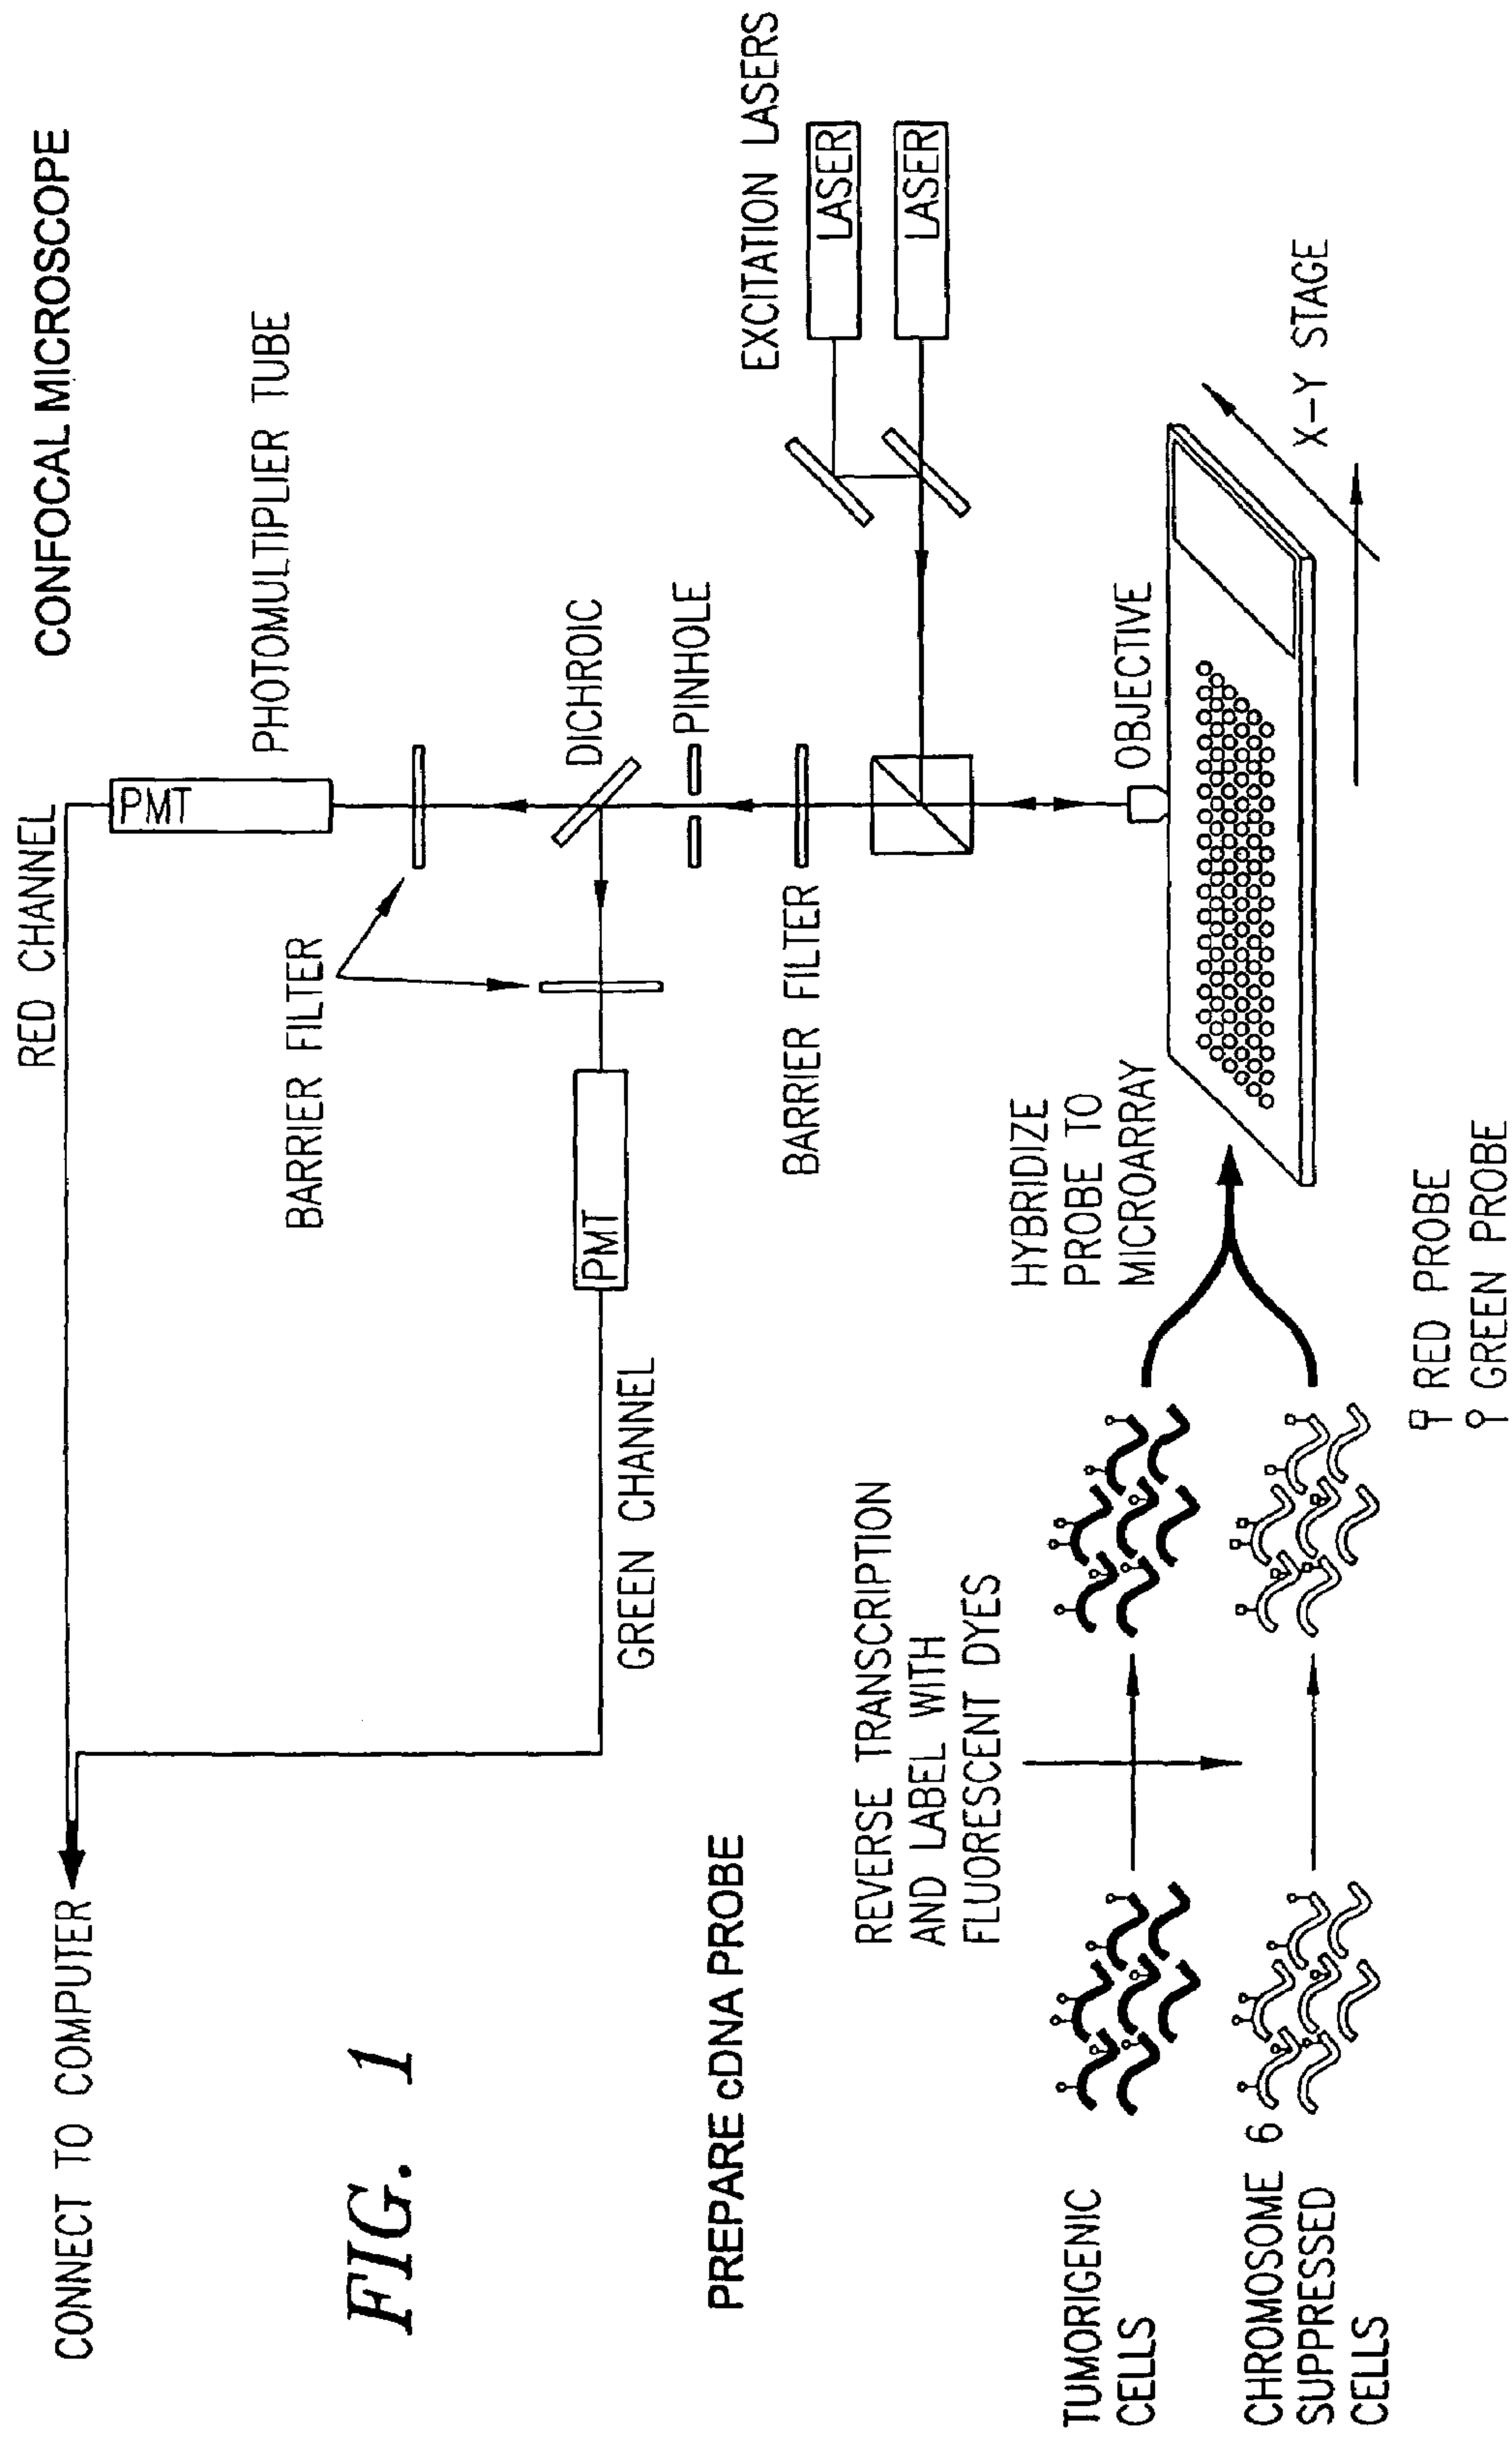 CONNECT TO COMPUTER
RED CHANNEL
CONFOCAL MICROSCOPE
PHOTOMULTIPLIER TUBE
PMT
BARRIER FILTER
FIG. 1
DICHROIC
PMT
GREEN CHANNEL
PINHOLE
EXCITATION LASERS
LASER
LASER
BARRIER FILTER
PREPARE cDNA PROBE
REVERSE TRANSCRIPTION
AND LABEL WITH
FLUORESCENT DYES
HYBRIDIZE
PROBE TO
MICROARRAY
OBJECTIVE
X-Y STAGE
TUMORIGENIC
CELLS
CHROMOSOME 6
SUPPRESSED
CELLS
RED PROBE
GREEN PROBE